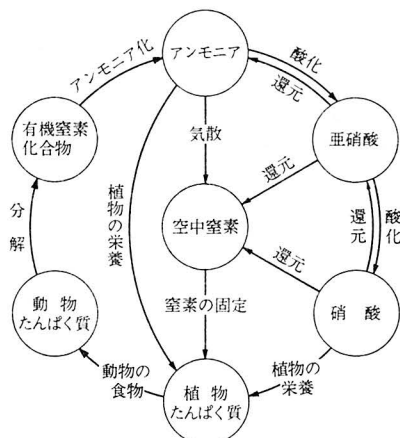 アンモニア
アンモニア化
酸化
還元
有機窒素
化合物
気散
亜硝酸
植物の栄養
還元
分解
空中窒素
還元
酸化
還元
動物
たんぱく質
窒素の固定
硝酸
動物の
食物
植物
たんぱく質
植物の
栄養